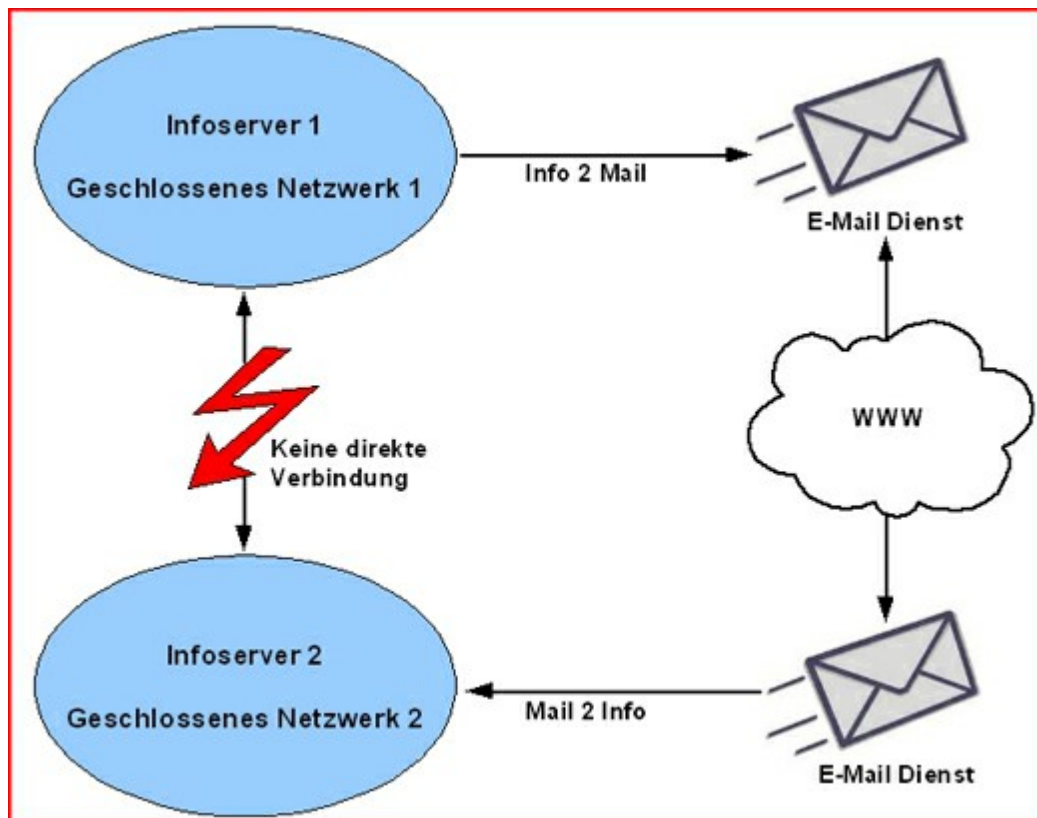 Infoserver 1
Geschlossenes Netzwerk 1
Info 2 Mail
E-Mail Dienst
WWW
Keine direkte
Verbindung
Infoserver 2
Geschlossenes Netzwerk 2
Mail 2 Info
E-Mail Dienst